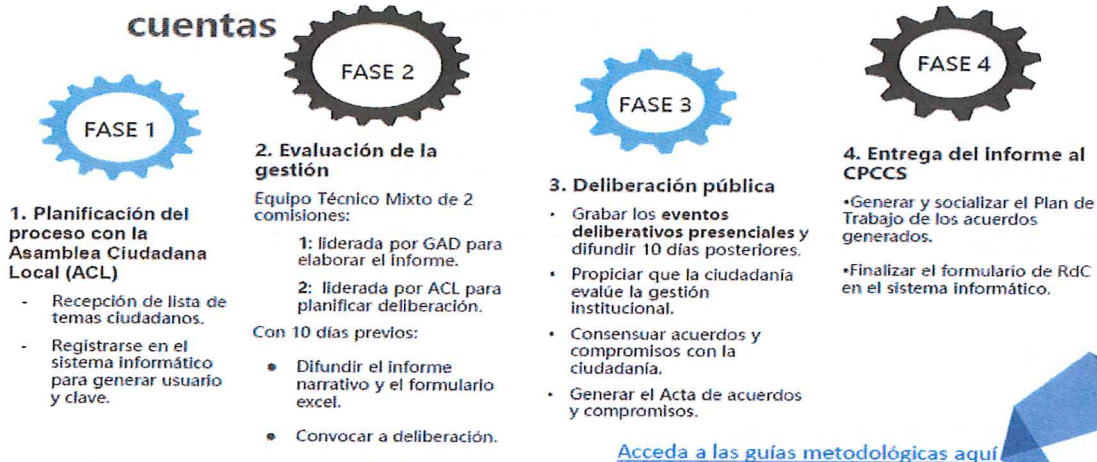 cuentas
FASE 1
1. Planificación del
proceso con la
Asamblea Ciudadana
Local (ACL)
- Recepción de lista de
temas ciudadanos.
- Registrarse en el
sistema informático
para generar usuario
y clave.
FASE 2
2. Evaluación de la
gestión
Equipo Técnico Mixto de 2
comisiones:
1: liderada por GAD para
elaborar el informe.
2: liderada por ACL para
planificar deliberación.
Con 10 días previos:
• Difundir el informe
narrativo y el formulario
excel.
• Convocar a deliberación.
FASE 3
3. Deliberación pública
• Grabar los eventos
deliberativos presenciales y
difundir 10 días posteriores.
• Propiciar que la ciudadanía
evalúe la gestión
institucional.
• Consensuar acuerdos y
compromisos con la
ciudadanía.
• Generar el Acta de acuerdos
y compromisos.
FASE 4
4. Entrega del informe al
CPCCS
•Generar y socializar el Plan de
Trabajo de los acuerdos
generados.
•Finalizar el formulario de RdC
en el sistema informático.
Acceda a las guías metodológicas aquí